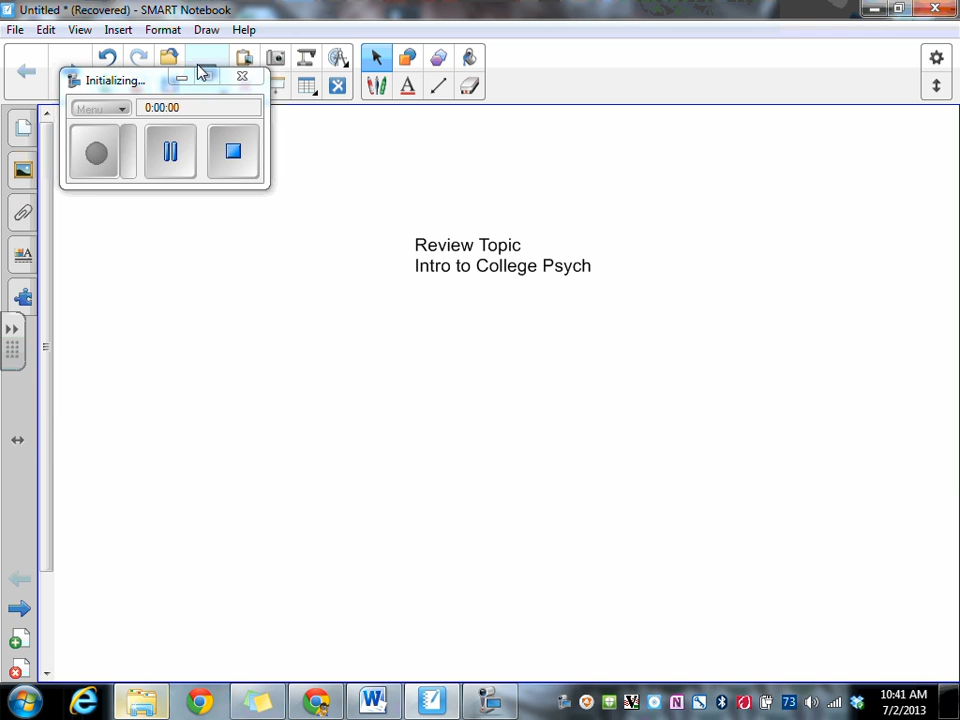 Untitled * (Recovered) - SMART Notebook
File Edit View Insert Format Draw Help
Initializing...
Menu 0:00:00
Review Topic
Intro to College Psych
10:41 AM
73
7/2/2013